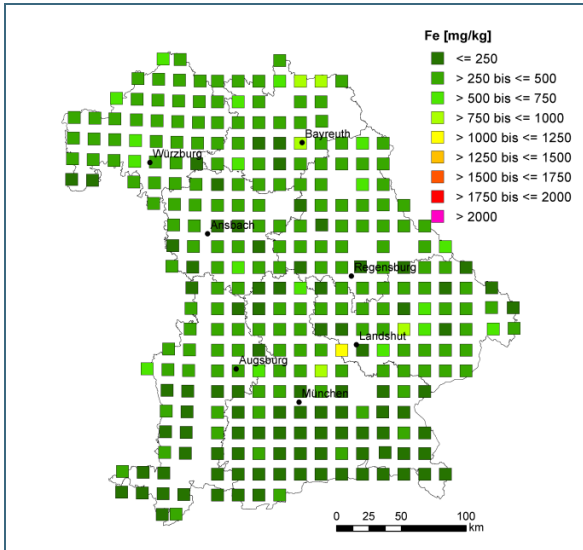 Fe [mg/kg]
<= 250
> 250 bis <= 500
> 500 bis <= 750
> 750 bis <= 1000
> 1000 bis <= 1250
> 1250 bis <= 1500
> 1500 bis <= 1750
> 1750 bis <= 2000
> 2000
Bayreuth
Würzburg
Ansbach
Regensburg
Landshut
Augsburg
München
0 25 50 100
km